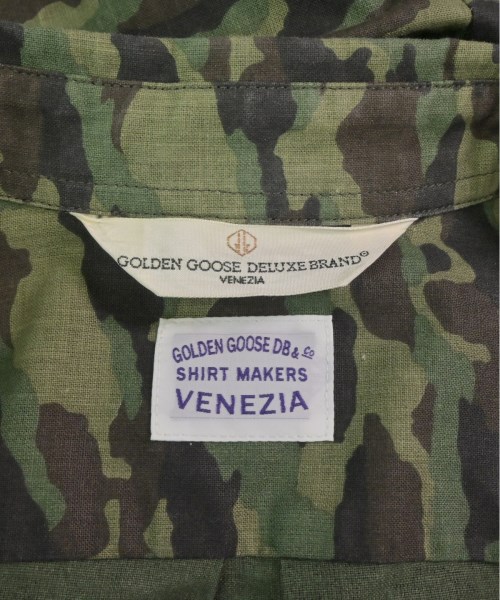 GOLDEN GOOSE DELUXE BRAND®
VENEZIA
GOLDEN GOOSE DB & Co
SHIRT MAKERS
VENEZIA